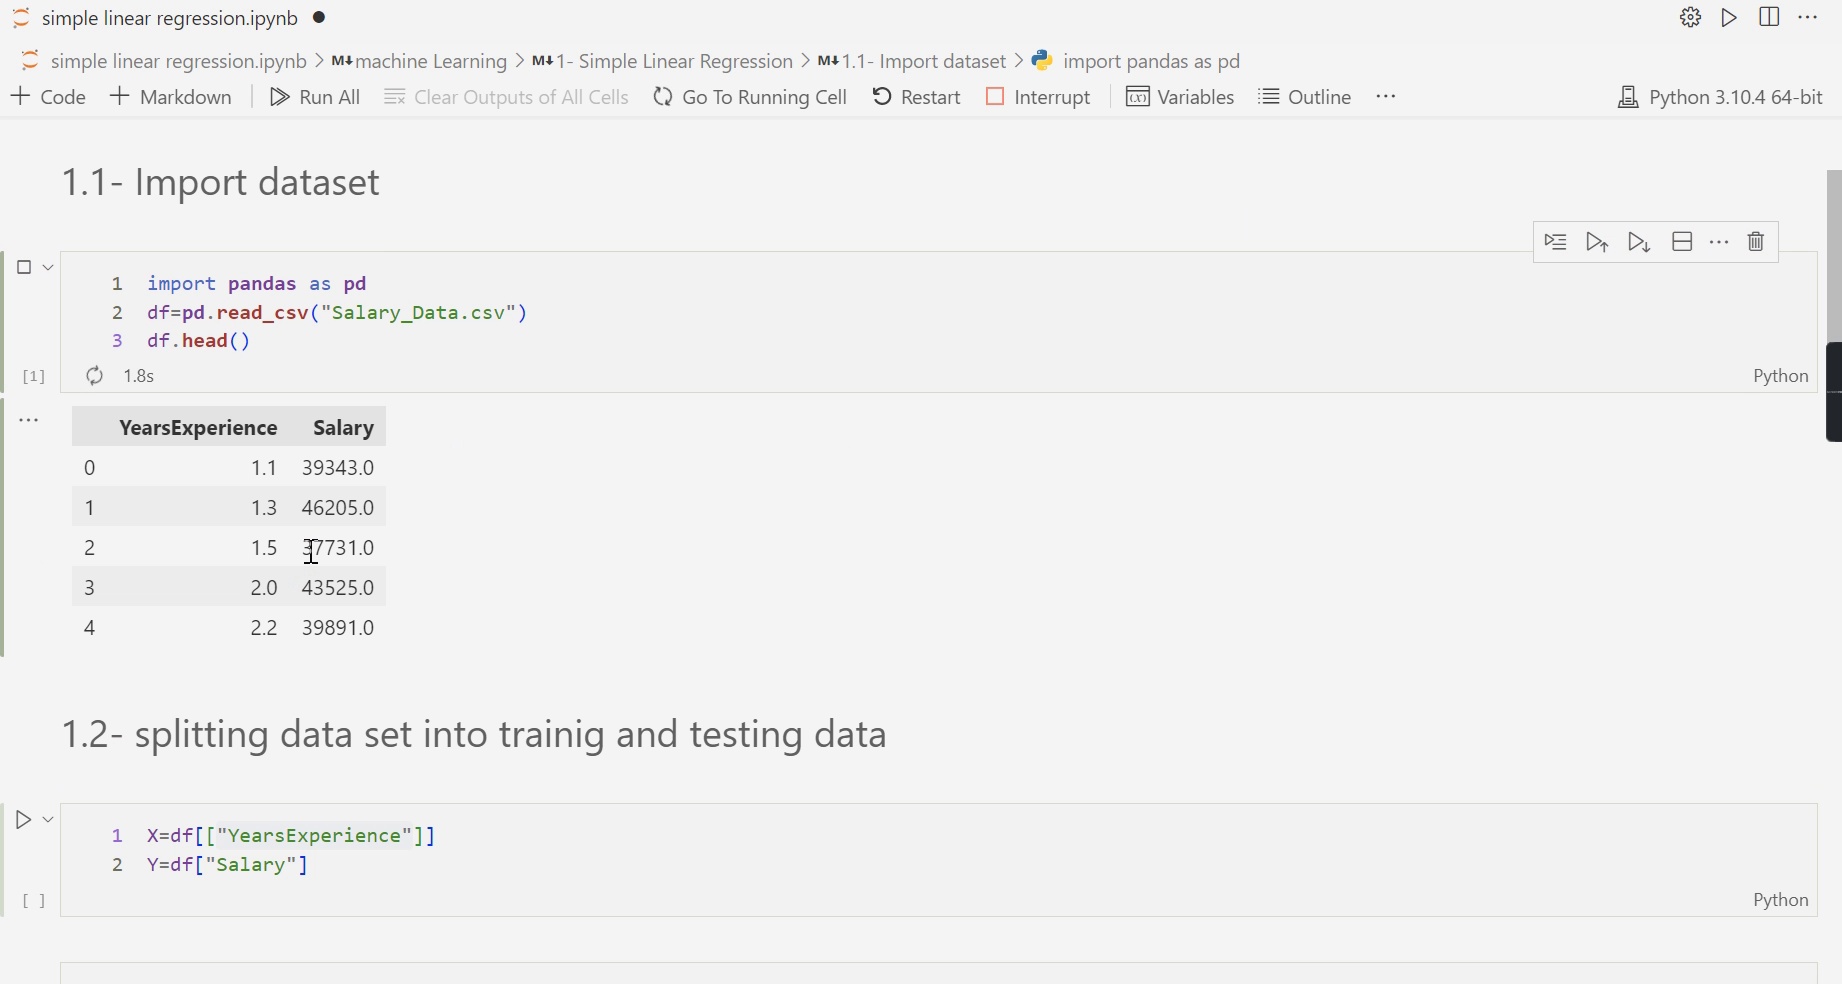 simple linear regression.ipynb
simple linear regression.ipynb > M↓ machine Learning > M↓ 1- Simple Linear Regression > M↓ 1.1- Import dataset > import pandas as pd
+ Code + Markdown Run All Clear Outputs of All Cells Go To Running Cell Restart Interrupt (x) Variables Outline ... Python 3.10.4 64-bit
1.1- Import dataset
1 import pandas as pd
2 df=pd.read_csv("Salary_Data.csv")
3 df.head()
[1] 1.8s Python
YearsExperience Salary
0 1.1 39343.0
1 1.3 46205.0
2 1.5 37731.0
3 2.0 43525.0
4 2.2 39891.0
1.2- splitting data set into trainig and testing data
1 X=df[["YearsExperience"]]
2 Y=df["Salary"]
[ ] Python